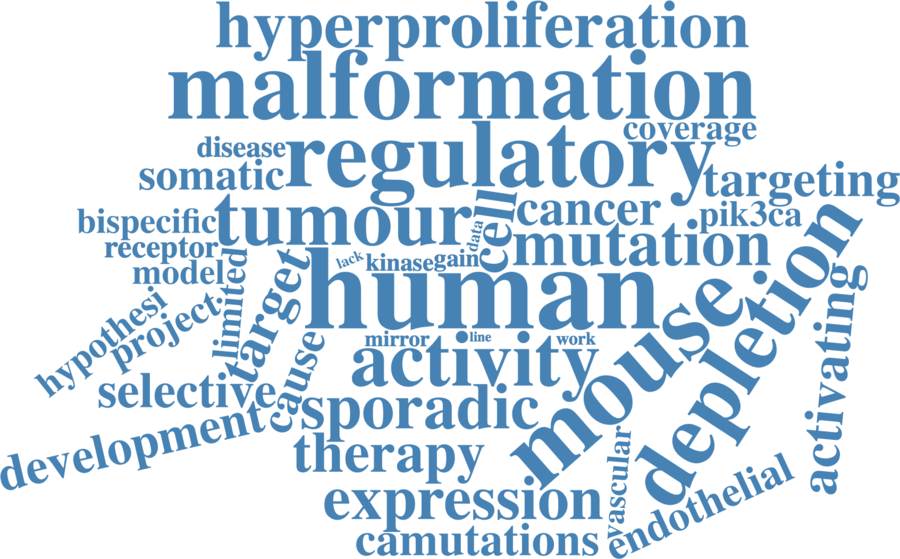 hyperproliferation
malformation
coverage
disease
regulatory
somatic
targeting
bispecific
tumour
cell
cancer
pik3ca
receptor
data
mutation
model
limited
target
lack
kinase
gain
human
mouse
depletion
activating
hypothesi
project
cause
mirror
line
work
activity
selective
sporadic
development
therapy
vascular
endothelial
expression
camutations